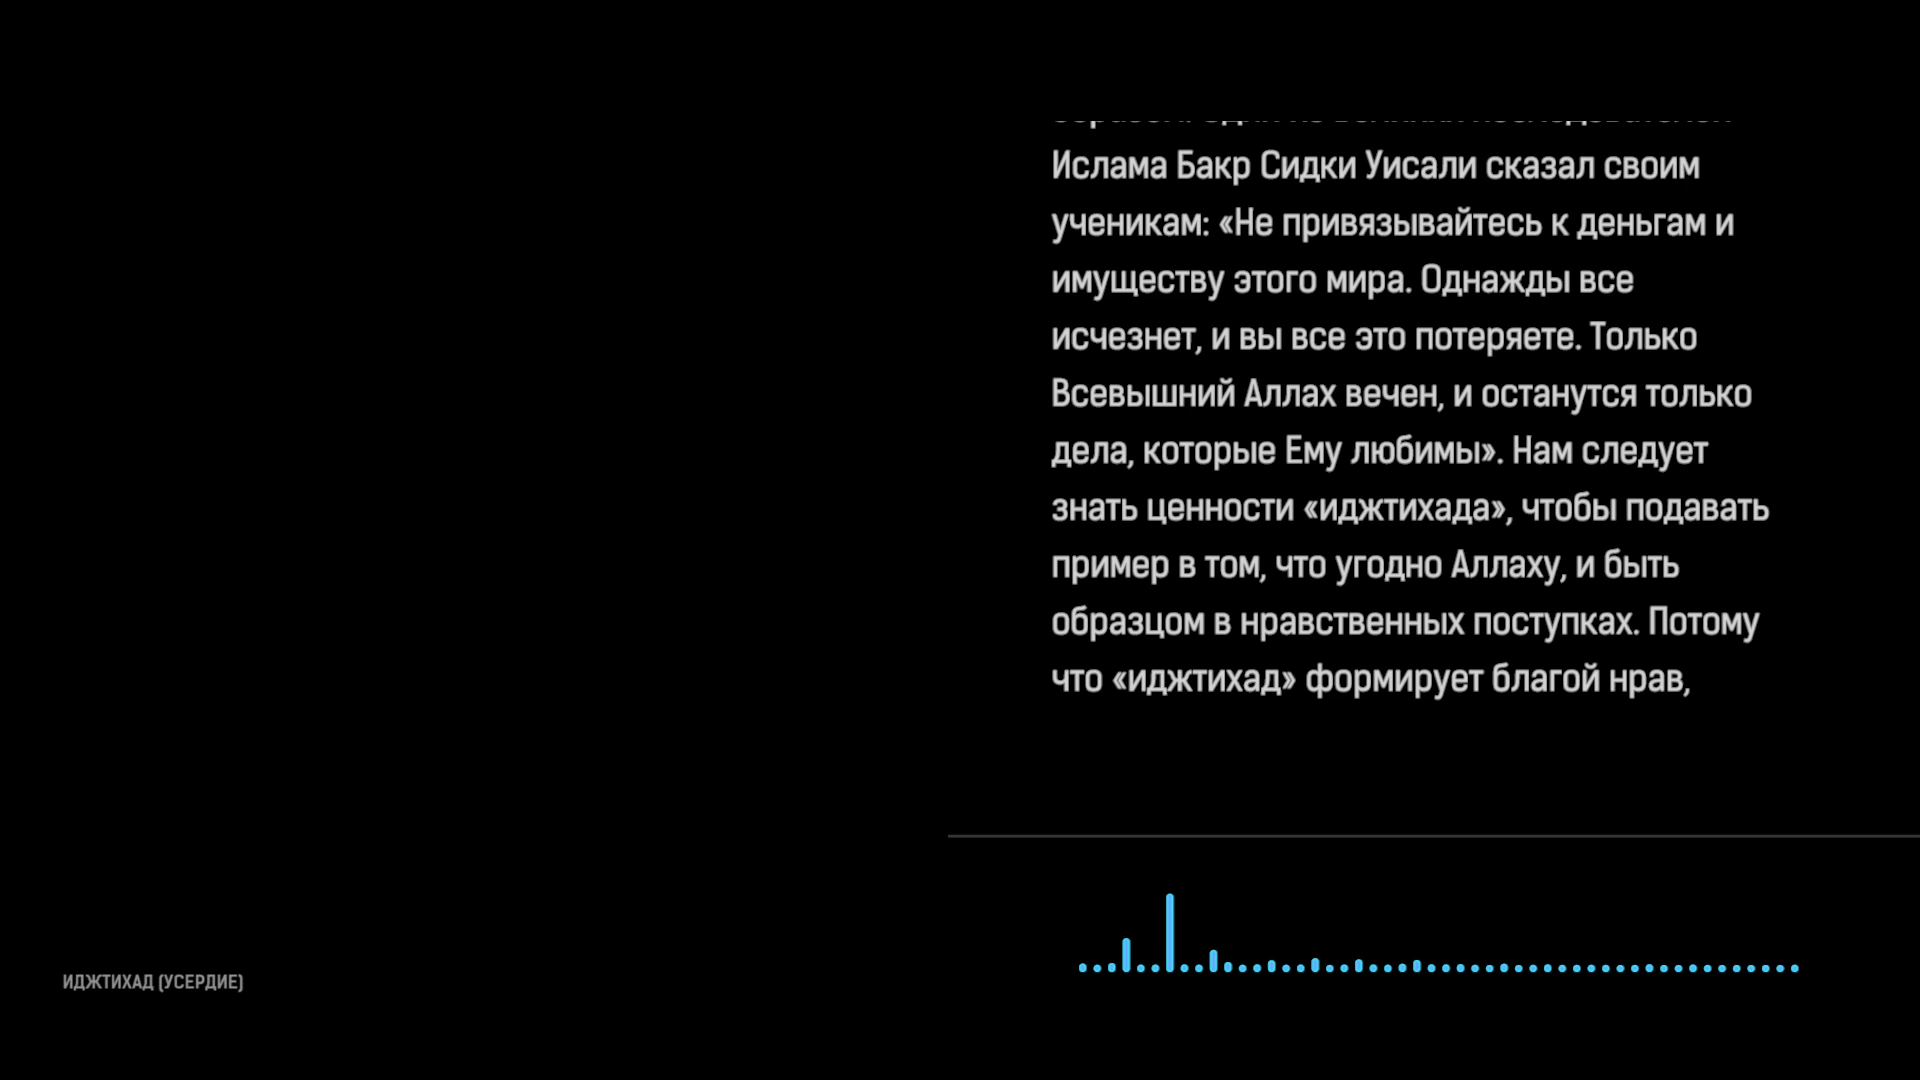 Ислама Бакр Сидки Уисали сказал своим
ученикам: «Не привязывайтесь к деньгам и
имуществу этого мира. Однажды все
исчезнет, и вы все это потеряете. Только
Всевышний Аллах вечен, и останутся только
дела, которые Ему любимы». Нам следует
знать ценности «иджтихада», чтобы подавать
пример в том, что угодно Аллаху, и быть
образцом в нравственных поступках. Потому
что «иджтихад» формирует благой нрав,
ИДЖТИХАД (УСЕРДИЕ)